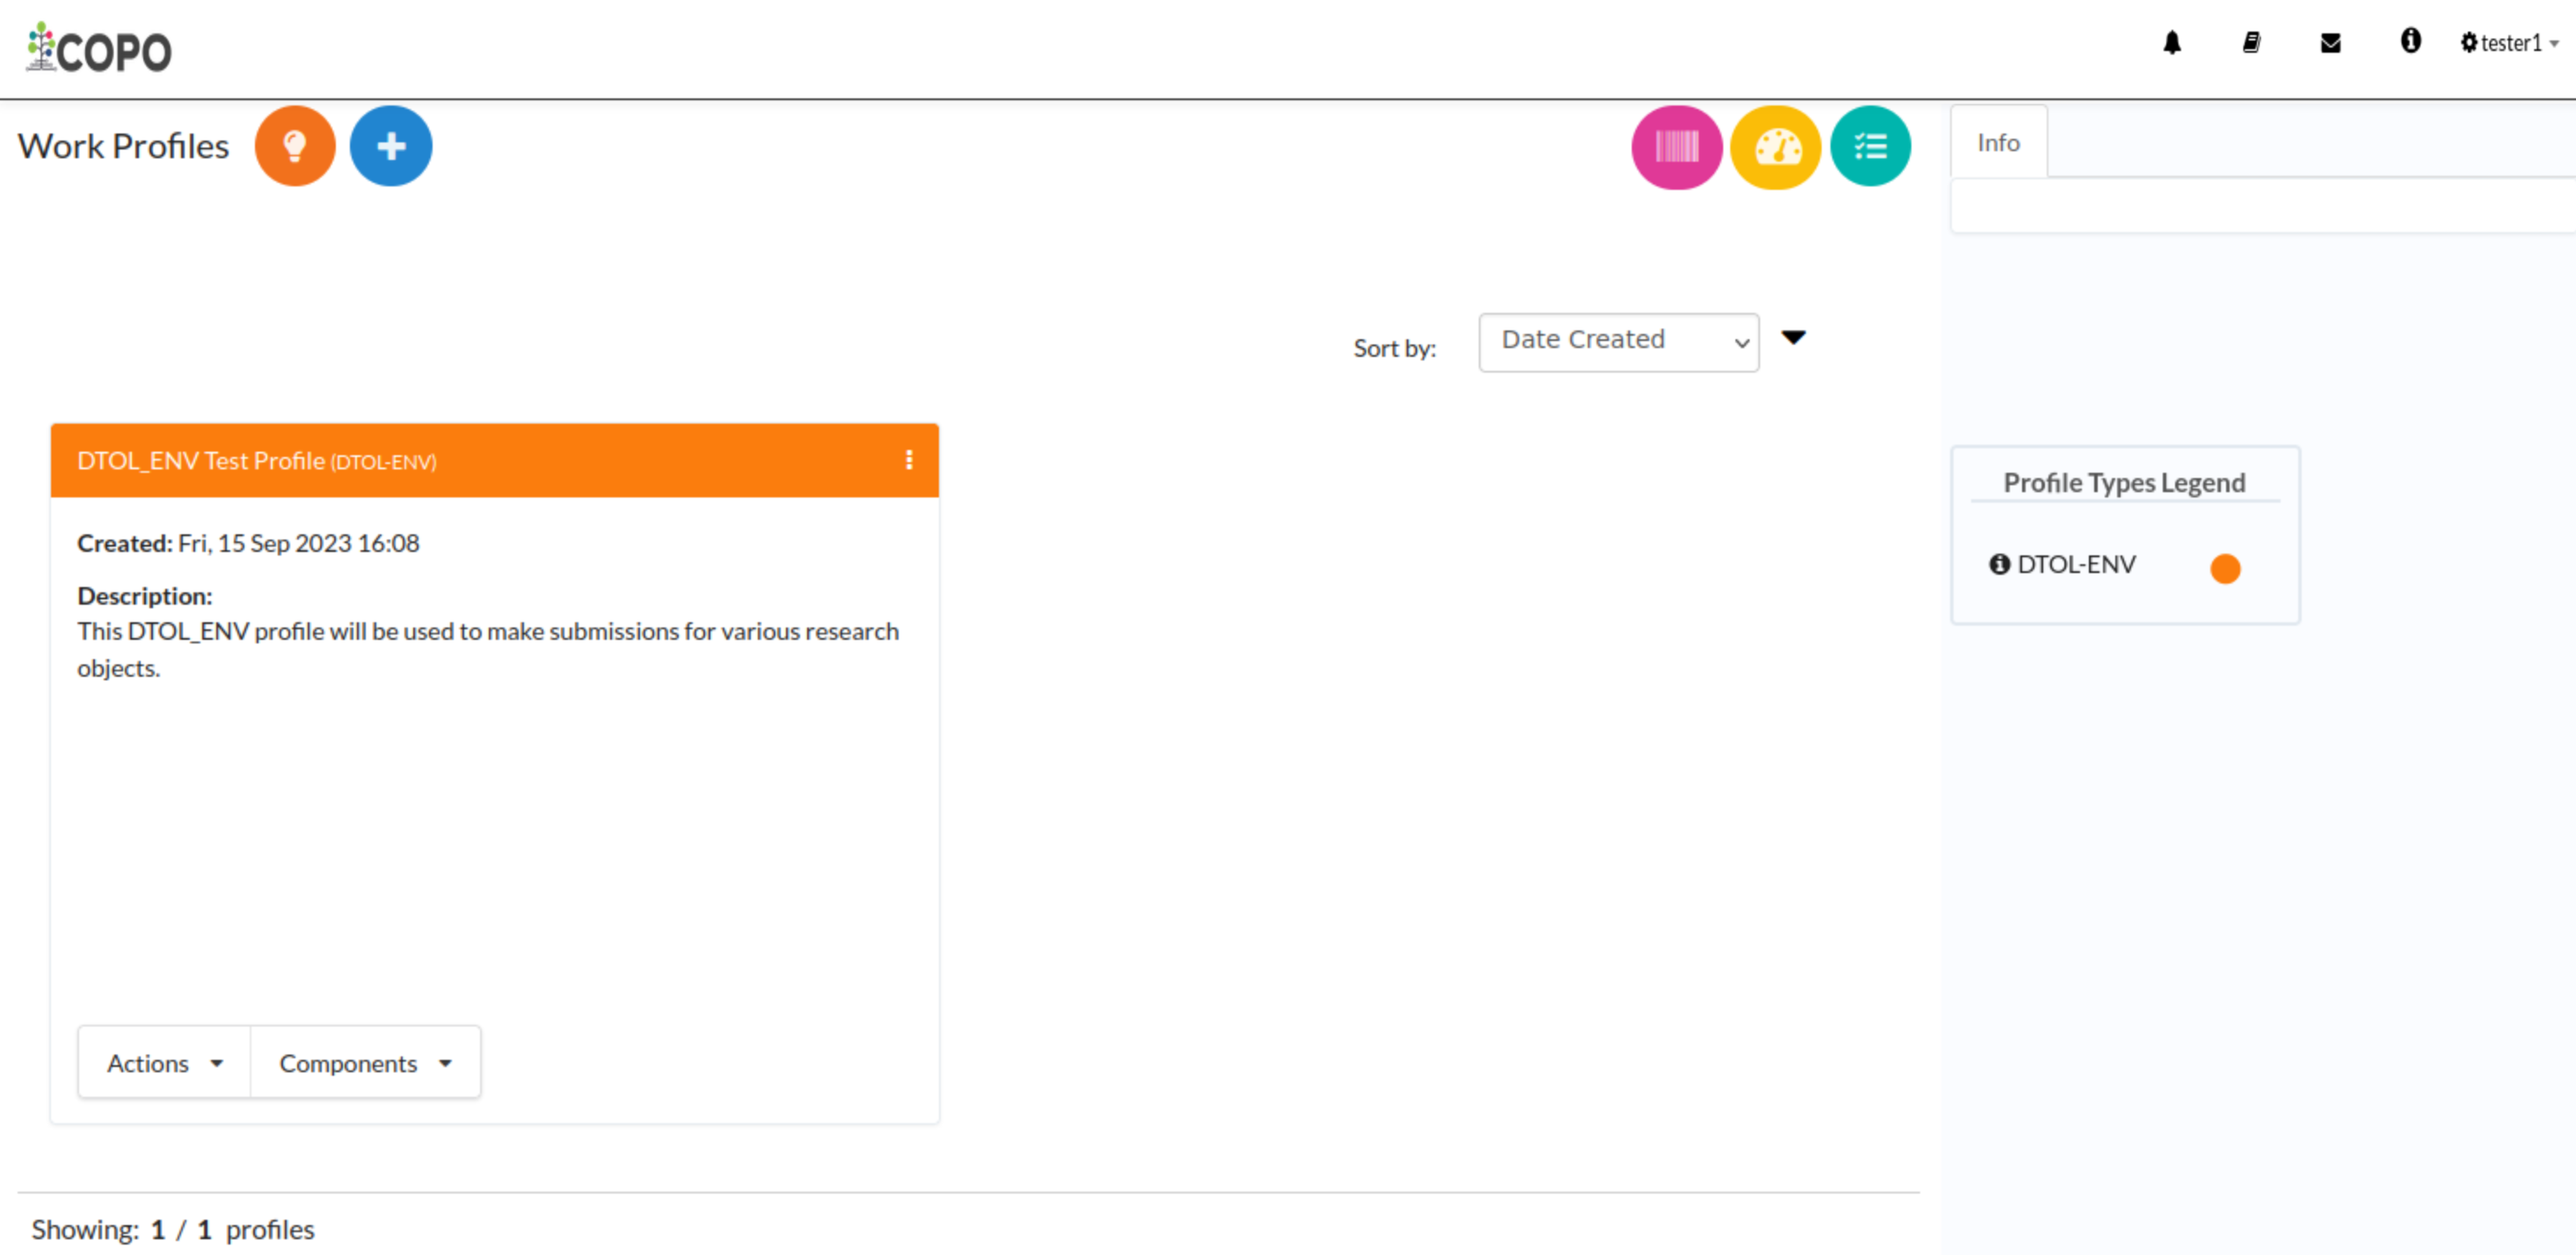 COPO
tester1
Work Profiles
Info
Sort by: Date Created
DTOL_ENV Test Profile (DTOL-ENV)
Created: Fri, 15 Sep 2023 16:08
Description:
This DTOL_ENV profile will be used to make submissions for various research
objects.
Actions
Components
Profile Types Legend
DTOL-ENV
Showing: 1 / 1 profiles